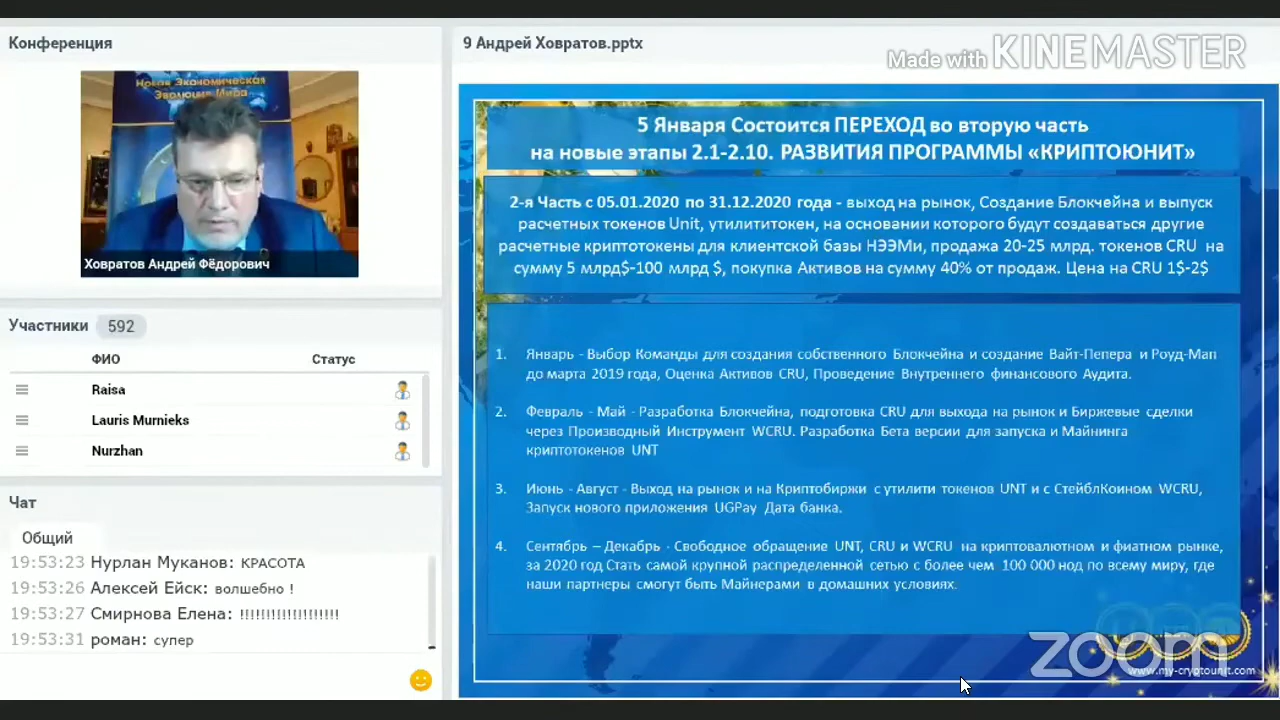 Конференция
9 Андрей Ховратов.pptx
Made with KINEMASTER
Новая Экономическая
Эволюция Мира
Ховратов Андрей Фёдорович
Участники 592
ФИО Статус
Raisa
Lauris Murnieks
Nurzhan
Чат
Общий
19:53:23 Нурлан Муканов: КРАСОТА
19:53:26 Алексей Ейск: волшебно !
19:53:27 Смирнова Елена: !!!!!!!!!!!!!!!!!!!
19:53:31 роман: супер
5 Января Состоится ПЕРЕХОД во вторую часть
на новые этапы 2.1-2.10. РАЗВИТИЯ ПРОГРАММЫ «КРИПТОЮНИТ»
2-я Часть с 05.01.2020 по 31.12.2020 года - выход на рынок, Создание Блокчейна и выпуск
расчетных токенов Unit, утилититокен, на основании которого будут создаваться другие
расчетные криптотокены для клиентской базы НЭЭМи, продажа 20-25 млрд. токенов CRU на
сумму 5 млрд$-100 млрд $, покупка Активов на сумму 40% от продаж. Цена на CRU 1$-2$
1. Январь - Выбор Команды для создания собственного Блокчейна и создание Вайт-Пепера и Роуд-Мап
до марта 2019 года, Оценка Активов CRU, Проведение Внутреннего финансового Аудита.
2. Февраль - Май - Разработка Блокчейна, подготовка CRU для выхода на рынок и Биржевые сделки
через Производный Инструмент WCRU. Разработка Бета версии для запуска и Майнинга
криптотокенов UNT
3. Июнь - Август - Выход на рынок и на Криптобиржи с утилити токенов UNT и с СтейблКоином WCRU,
Запуск нового приложения UGPay Дата банка.
4. Сентябрь – Декабрь - Свободное обращение UNT, CRU и WCRU на криптовалютном и фиатном рынке,
за 2020 год Стать самой крупной распределенной сетью с более чем 100 000 нод по всему миру, где
наши партнеры смогут быть Майнерами в домашних условиях.
zoom
www.my-cryptounit.com